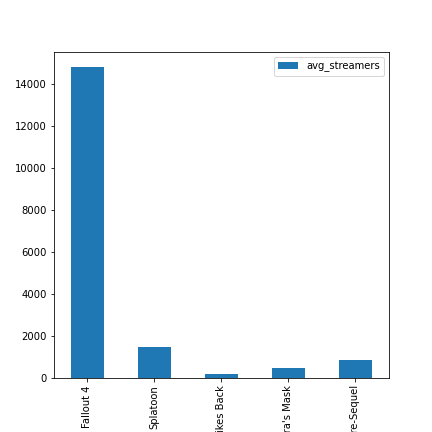 avg_streamers
14000
12000
10000
8000
6000
4000
2000
0
Fallout 4
Splatoon
ikes Back
ra's Mask
re-Sequel